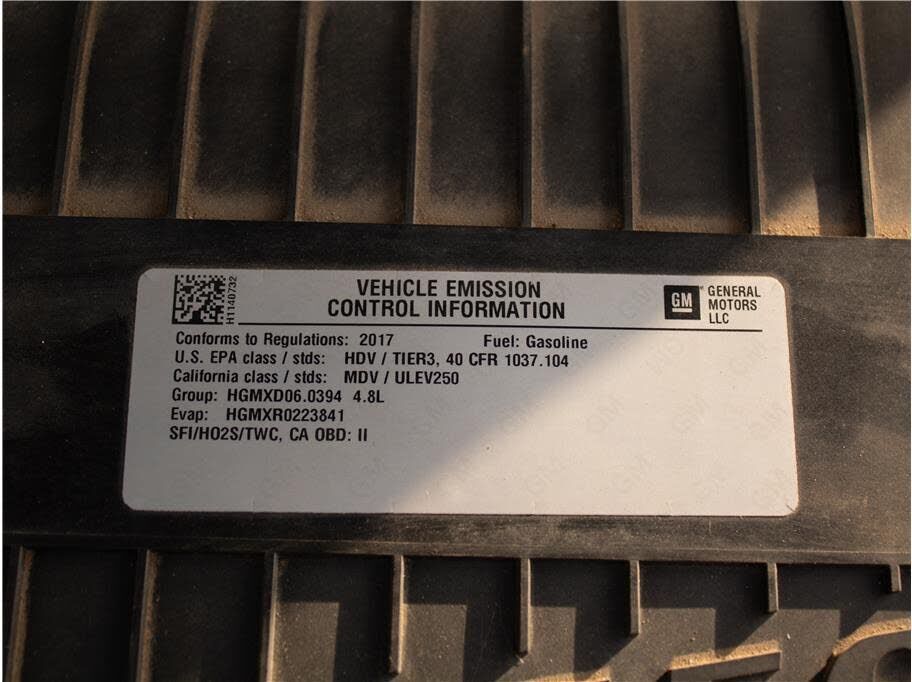 VEHICLE EMISSION
CONTROL INFORMATION
GM GENERAL
MOTORS
LLC
H1140732
Conforms to Regulations: 2017 Fuel: Gasoline
U.S. EPA class / stds: HDV / TIER3, 40 CFR 1037.104
California class / stds: MDV / ULEV250
Group: HGMXD06.0394 4.8L
Evap: HGMXR0223841
SFI/HO2S/TWC, CA OBD: II